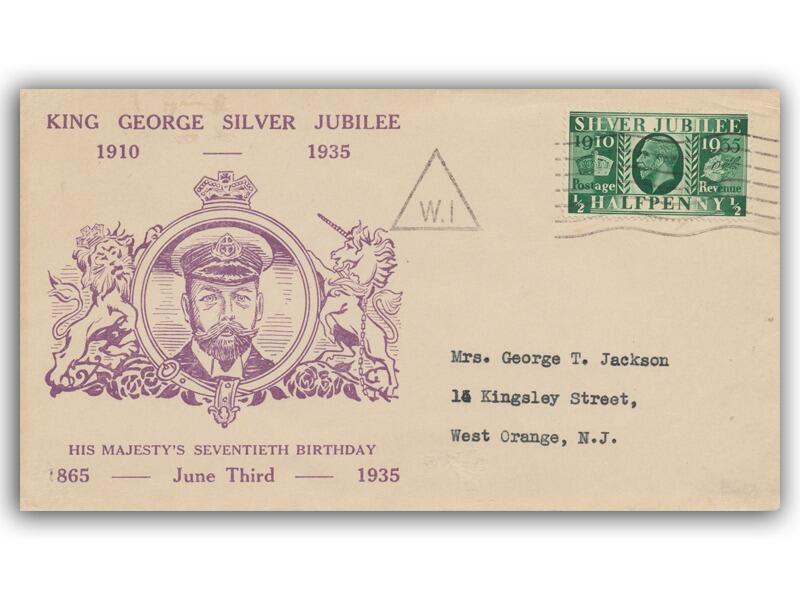 KING GEORGE SILVER JUBILEE
1910 — 1935
W.I
SILVER JUBILEE
1910 1935
Postage Revenue
½ HALFPENNY ½
Mrs. George T. Jackson
Kingsley Street,
West Orange, N.J.
HIS MAJESTY'S SEVENTIETH BIRTHDAY
1865 — June Third — 1935